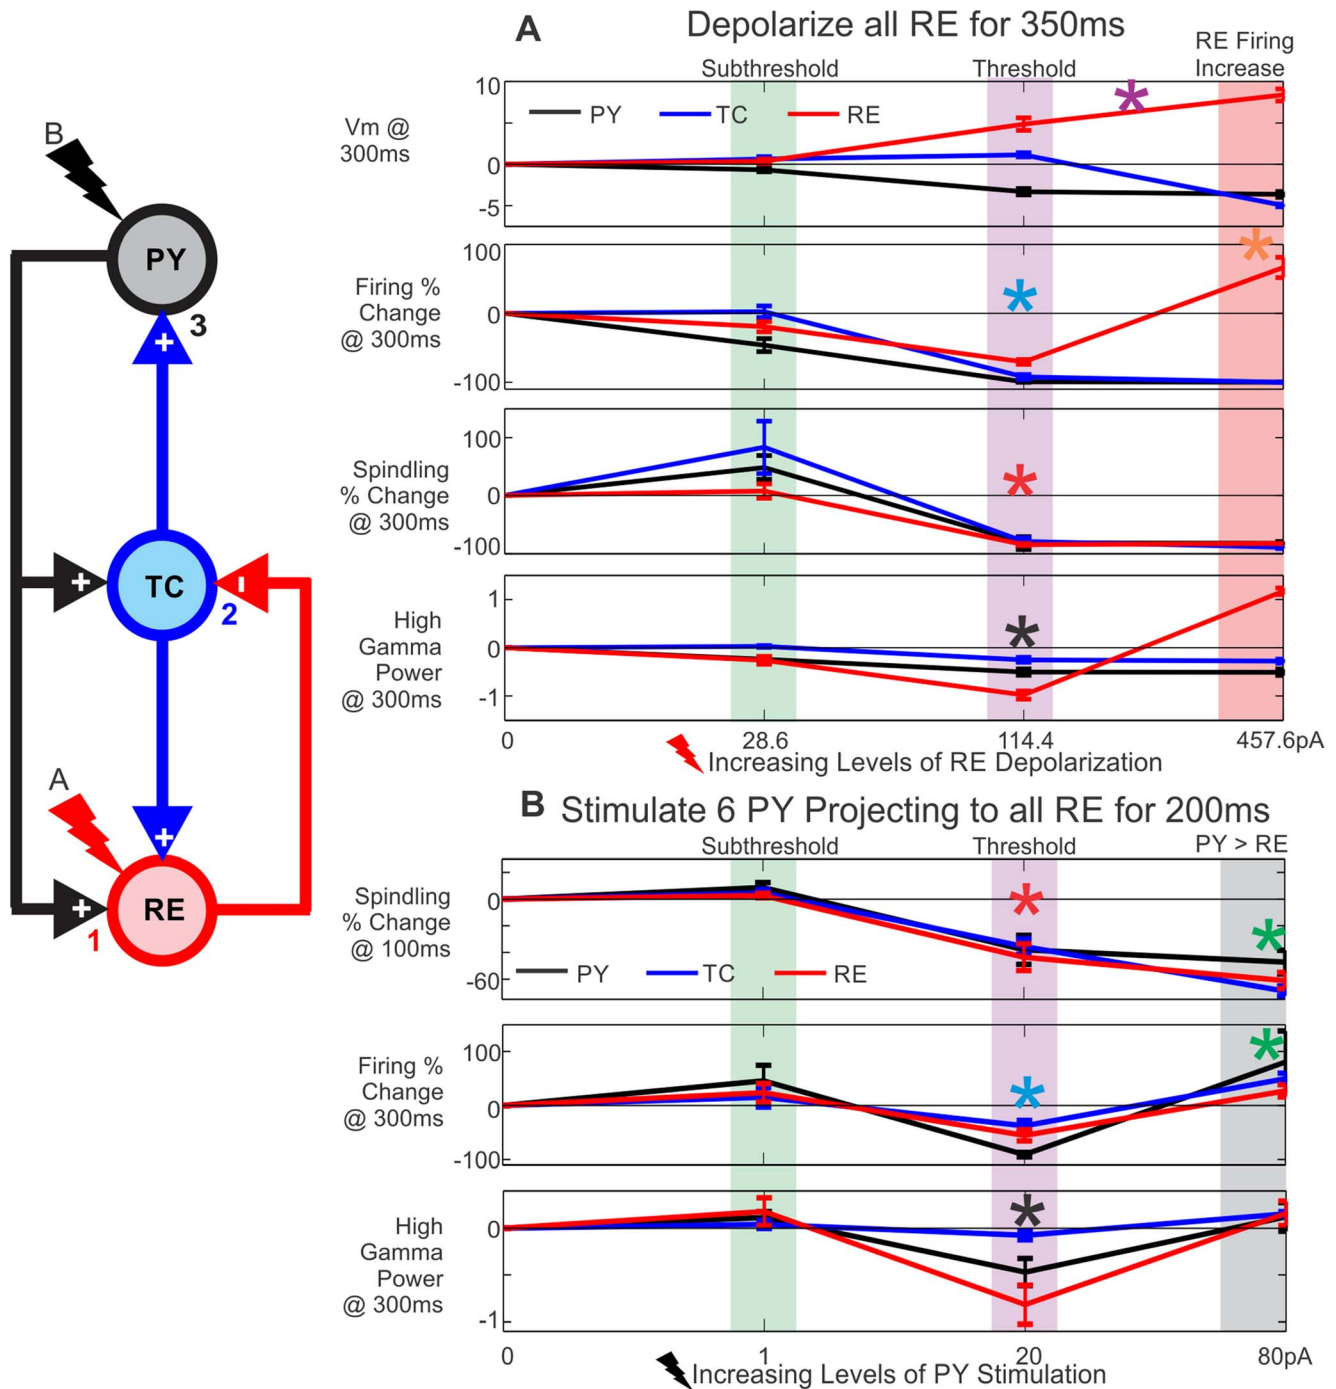 A Depolarize all RE for 350ms
Subthreshold
Threshold
RE Firing
Increase
Vm @
300ms
10
0
-5
PY
TC
RE
Firing %
Change
@ 300ms
100
0
-100
Spindling
% Change
@ 300ms
100
0
-100
High
Gamma
Power
@ 300ms
1
0
-1
0
28.6
114.4
457.6pA
Increasing Levels of RE Depolarization
B
PY
3
+
+
TC
-
2
+
A
+
RE
1
B Stimulate 6 PY Projecting to all RE for 200ms
Subthreshold
Threshold
PY > RE
Spindling
% Change
@ 100ms
0
-60
PY
TC
RE
Firing %
Change
@ 300ms
100
0
-100
High
Gamma
Power
@ 300ms
0
-1
0
1
20
80pA
Increasing Levels of PY Stimulation